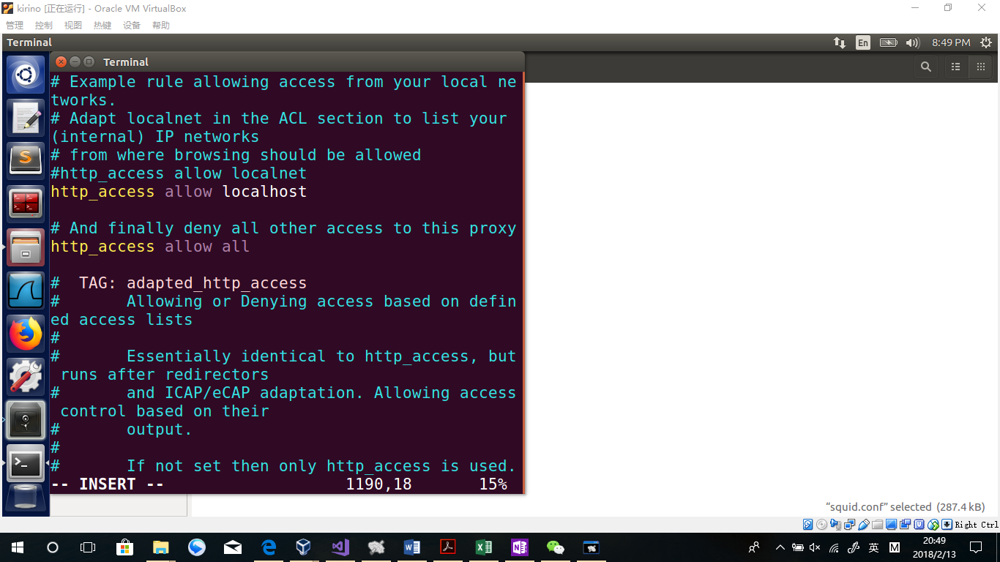 kirino [正在运行] - Oracle VM VirtualBox
管理 控制 视图 热键 设备 帮助
Terminal
En
8:49 PM
Terminal
# Example rule allowing access from your local ne
tworks.
# Adapt localnet in the ACL section to list your
(internal) IP networks
# from where browsing should be allowed
#http_access allow localnet
http_access allow localhost
# And finally deny all other access to this proxy
http_access allow all
#  TAG: adapted_http_access
#       Allowing or Denying access based on defin
ed access lists
#
#       Essentially identical to http_access, but
 runs after redirectors
#       and ICAP/eCAP adaptation. Allowing access
 control based on their
#       output.
#
#       If not set then only http_access is used.
-- INSERT --                   1190,18       15%
“squid.conf” selected (287.4 kB)
Right Ctrl
英
M
20:49
2018/2/13